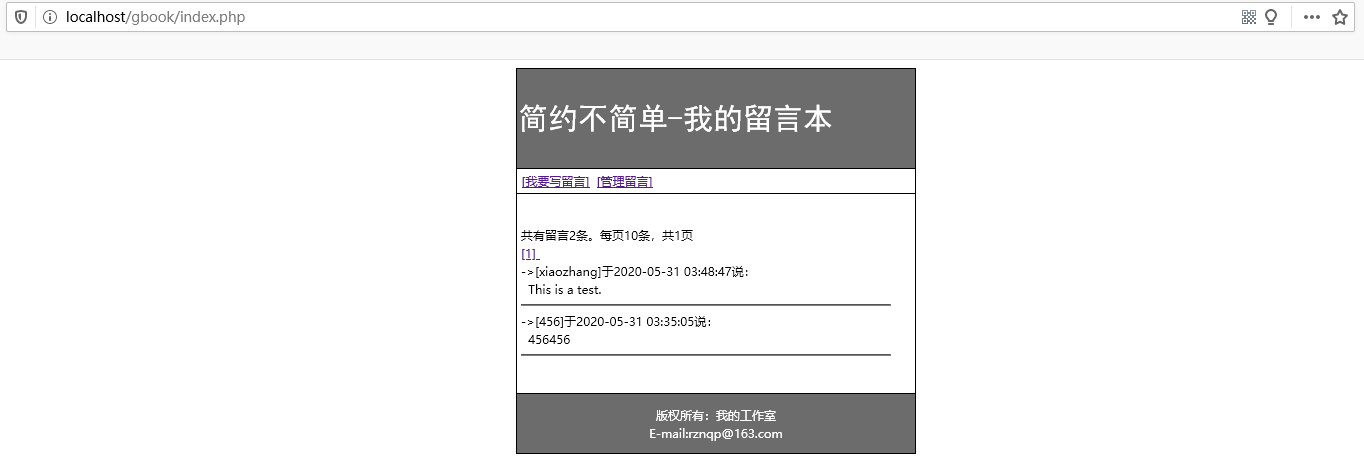 localhost/gbook/index.php
简约不简单-我的留言本
[我要写留言] [管理留言]
共有留言2条。每页10条，共1页
[1]
->[xiaozhang]于2020-05-31 03:48:47说：
This is a test.
->[456]于2020-05-31 03:35:05说：
456456
版权所有：我的工作室
E-mail:rznqp@163.com